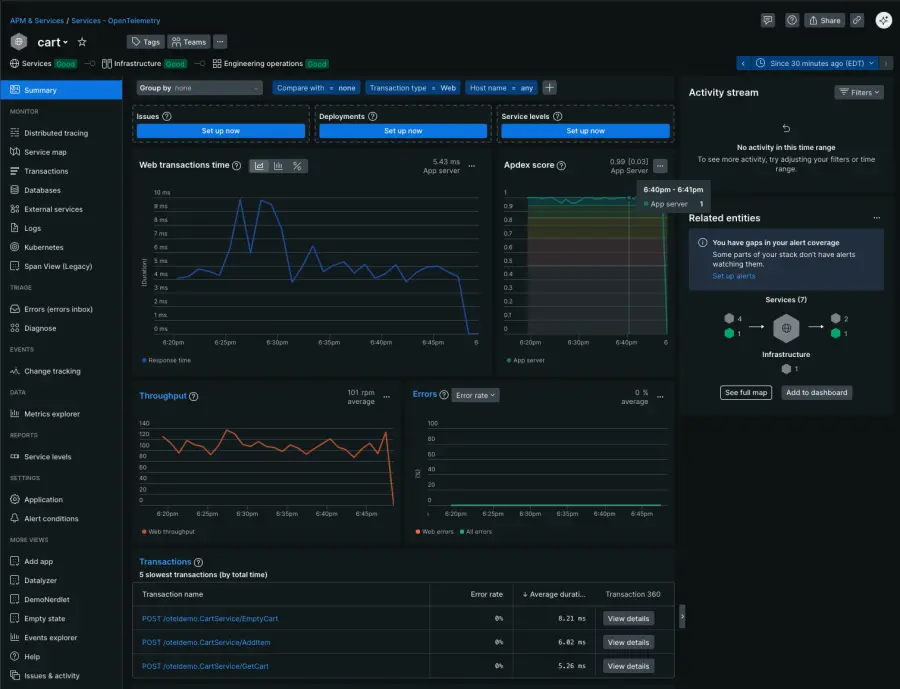 APM & Services / Services - OpenTelemetry
Share
cart
Tags
Teams
...
Services Good
Infrastructure Good
Engineering operations Good
Since 30 minutes ago (EDT)
Summary
MONITOR
Distributed tracing
Service map
Transactions
Databases
External services
Logs
Kubernetes
Span View (Legacy)
TRIAGE
Errors (errors inbox)
Diagnose
EVENTS
Change tracking
DATA
Metrics explorer
REPORTS
Service levels
SETTINGS
Application
Alert conditions
MORE VIEWS
Add app
Datalyzer
DemoNerdlet
Empty state
Events explorer
Help
Issues & activity
Group by none
Compare with = none
Transaction type = Web
Host name = any
+
Issues
Set up now
Deployments
Set up now
Service levels
Set up now
Web transactions time
5.43 ms
App server
...
10 ms
9 ms
8 ms
7 ms
6 ms
5 ms
4 ms
3 ms
2 ms
1 ms
0 ms
(Duration)
6:20pm 6:25pm 6:30pm 6:35pm 6:40pm 6:45pm 6
Response time
Apdex score
0.99 [0.03]
App Server
...
6:40pm - 6:41pm
App server 1
1
0.9
0.8
0.7
0.6
0.5
0.4
0.3
0.2
0.1
0
6:20pm 6:30pm 6:40pm 6
App server
Throughput
101 rpm
average
...
140
120
100
80
60
40
20
0
6:20pm 6:25pm 6:30pm 6:35pm 6:40pm 6:45pm
Web throughput
Errors
Error rate
0 %
average
...
100
80
60
40
20
0
(%)
6:20pm 6:25pm 6:30pm 6:35pm 6:40pm 6:45pm
Web errors
All errors
Transactions
5 slowest transactions (by total time)
Transaction name Error rate ↓ Average durati... Transaction 360
POST /oteldemo.CartService/EmptyCart 0% 8.21 ms View details
POST /oteldemo.CartService/AddItem 0% 6.02 ms View details
POST /oteldemo.CartService/GetCart 0% 5.26 ms View details
Activity stream
Filters
No activity in this time range
To see more activity, try adjusting your filters or time
range.
Related entities
...
You have gaps in your alert coverage
Some parts of your stack don't have alerts
watching them.
Set up alerts
Services (7)
4
1
2
1
Infrastructure
1
See full map
Add to dashboard